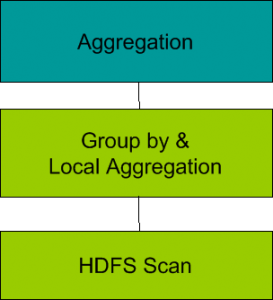 Aggregation
Group by &
Local Aggregation
HDFS Scan